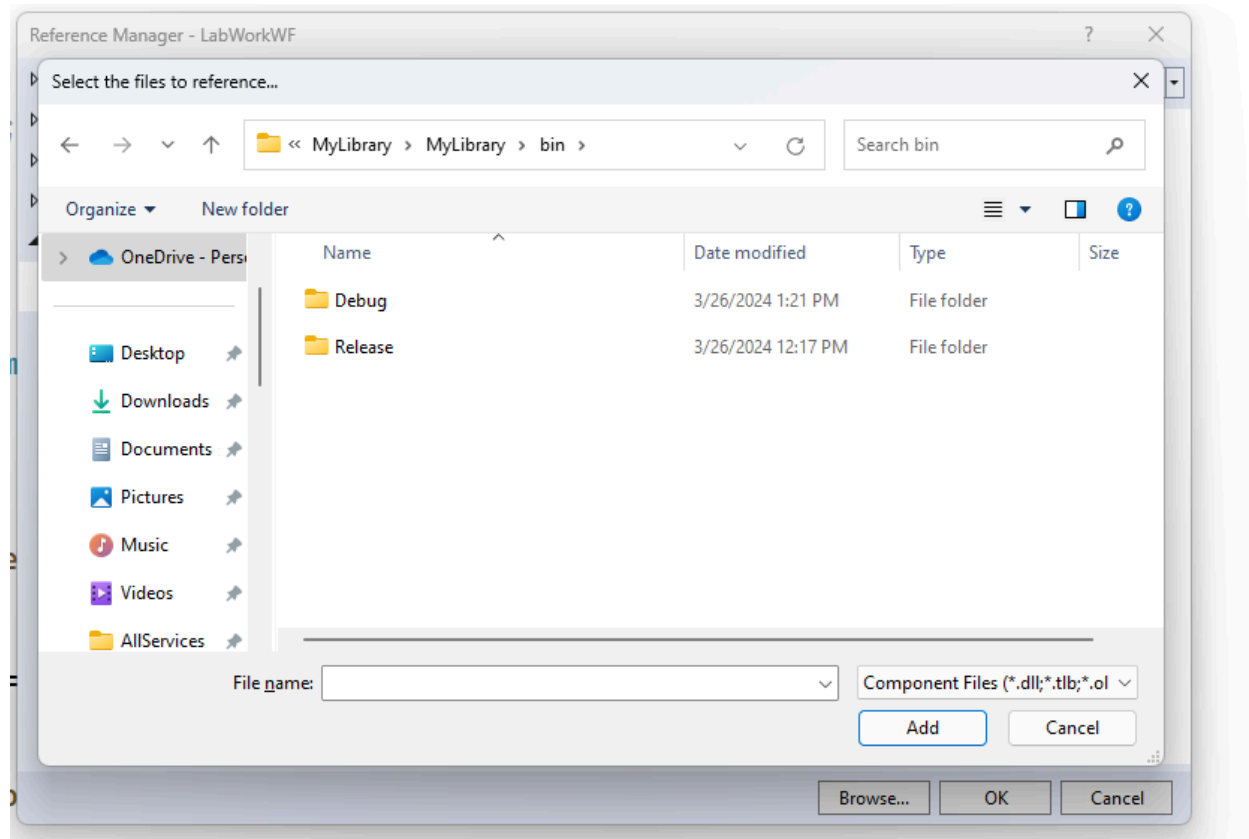 Reference Manager - LabWorkWF ? ×
Select the files to reference...
« MyLibrary > MyLibrary > bin >
Search bin
Organize New folder
OneDrive - Pers
Name Date modified Type Size
Debug 3/26/2024 1:21 PM File folder
Release 3/26/2024 12:17 PM File folder
Desktop
Downloads
Documents
Pictures
Music
Videos
AllServices
File name: Component Files (*.dll;*.tlb;*.ol
Add Cancel
Browse... OK Cancel